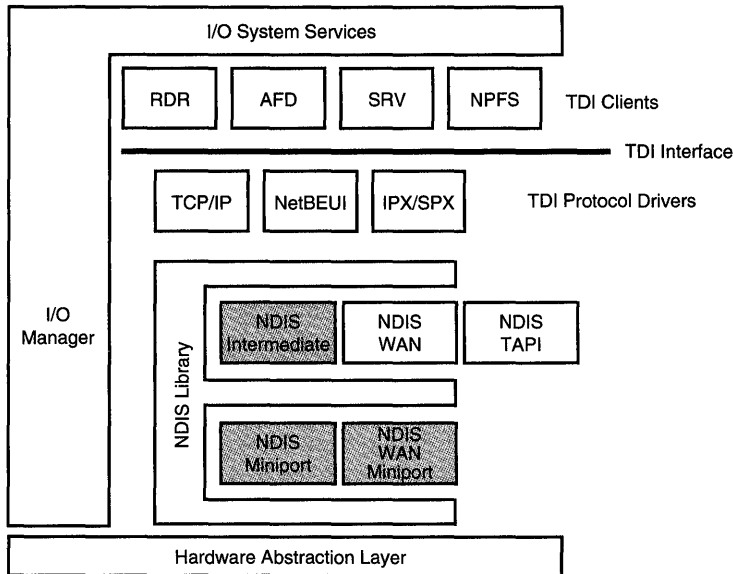 I/O System Services
RDR
AFD
SRV
NPFS
TDI Clients
TDI Interface
TCP/IP
NetBEUI
IPX/SPX
TDI Protocol Drivers
I/O
Manager
NDIS Library
NDIS
Intermediate
NDIS
WAN
NDIS
TAPI
NDIS
Miniport
NDIS
WAN
Miniport
Hardware Abstraction Layer